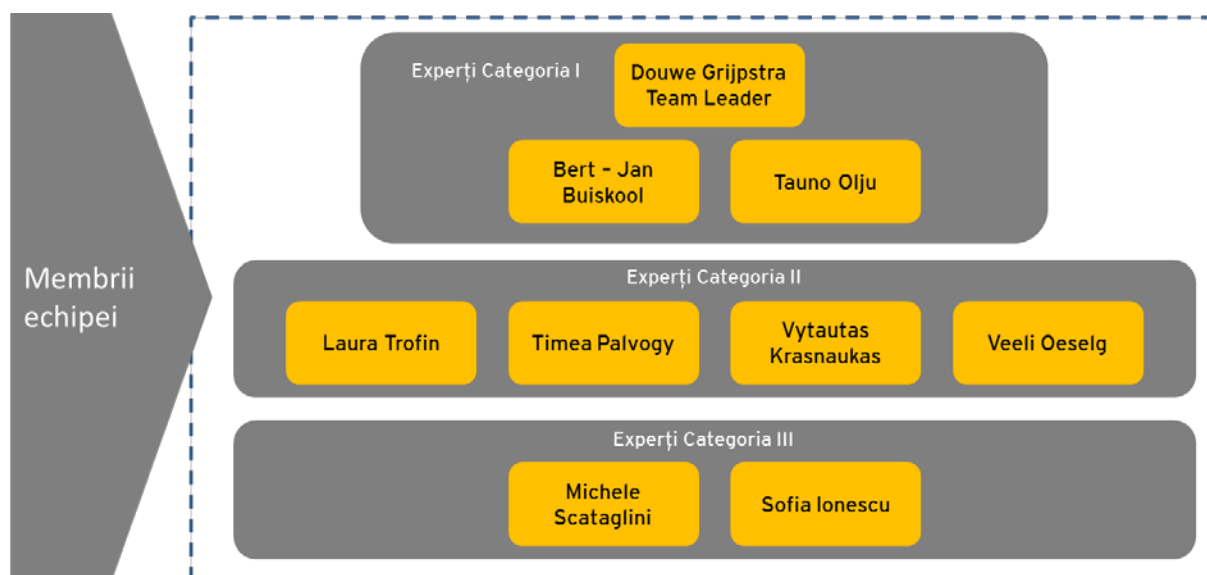 Membrii
echipei
Experți Categoria I
Douwe Grijpstra
Team Leader
Bert – Jan
Buiskool
Tauno Olju
Experți Categoria II
Laura Trofin
Timea Palvogy
Vytautas
Krasnaukas
Veeli Oeselg
Experți Categoria III
Michele
Scataglini
Sofia Ionescu